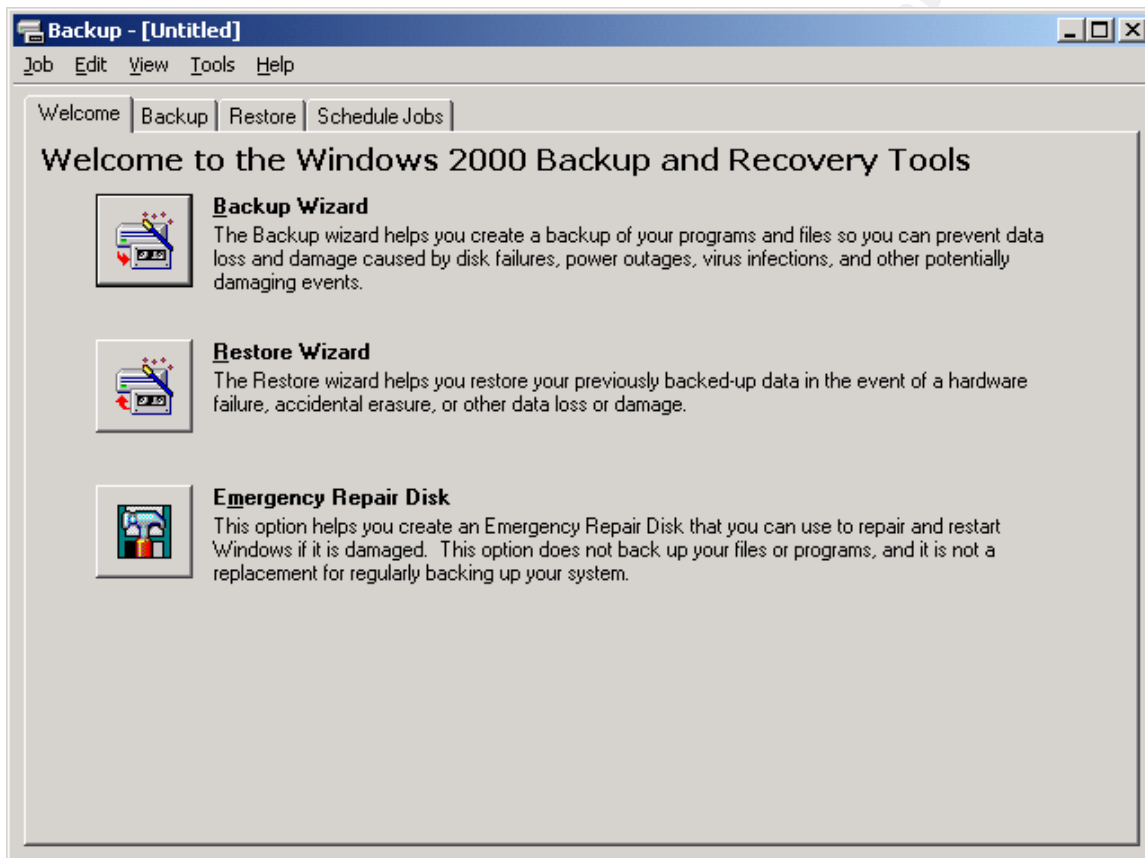 Backup - [Untitled]
Job Edit View Tools Help
Welcome Backup Restore Schedule Jobs
Welcome to the Windows 2000 Backup and Recovery Tools
Backup Wizard
The Backup wizard helps you create a backup of your programs and files so you can prevent data
loss and damage caused by disk failures, power outages, virus infections, and other potentially
damaging events.
Restore Wizard
The Restore wizard helps you restore your previously backed-up data in the event of a hardware
failure, accidental erasure, or other data loss or damage.
Emergency Repair Disk
This option helps you create an Emergency Repair Disk that you can use to repair and restart
Windows if it is damaged.  This option does not back up your files or programs, and it is not a
replacement for regularly backing up your system.